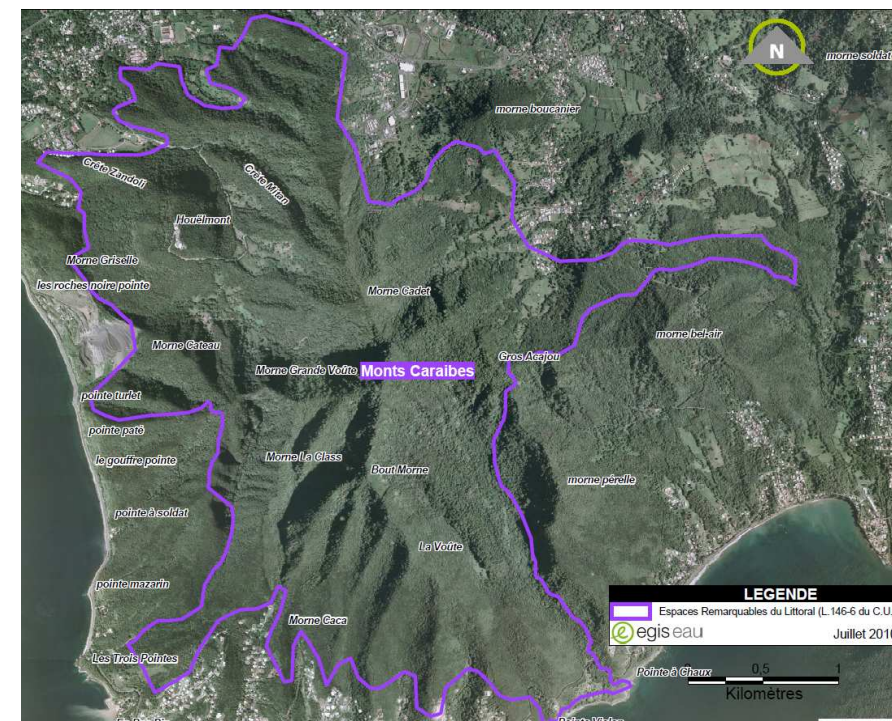 N
morne soldat
morne boucanier
Crête Zandoli
Crête Mitan
Houëlmont
Morne Griselle
les roches noire pointe
Morne Cadet
morne bel-air
Morne Cateau
Gros Acajou
Morne Grande Voûte
Monts Caraibes
pointe turlet
pointe paté
le gouffre pointe
Morne La Class
Bout Morne
morne pérelle
pointe à soldat
La Voûte
pointe mazarin
Morne Caca
Les Trois Pointes
LEGENDE
Espaces Remarquables du Littoral (L.146-6 du C.U.
egis eau
Juillet 2010
Pointe à Chaux
0,5
1
Kilomètres